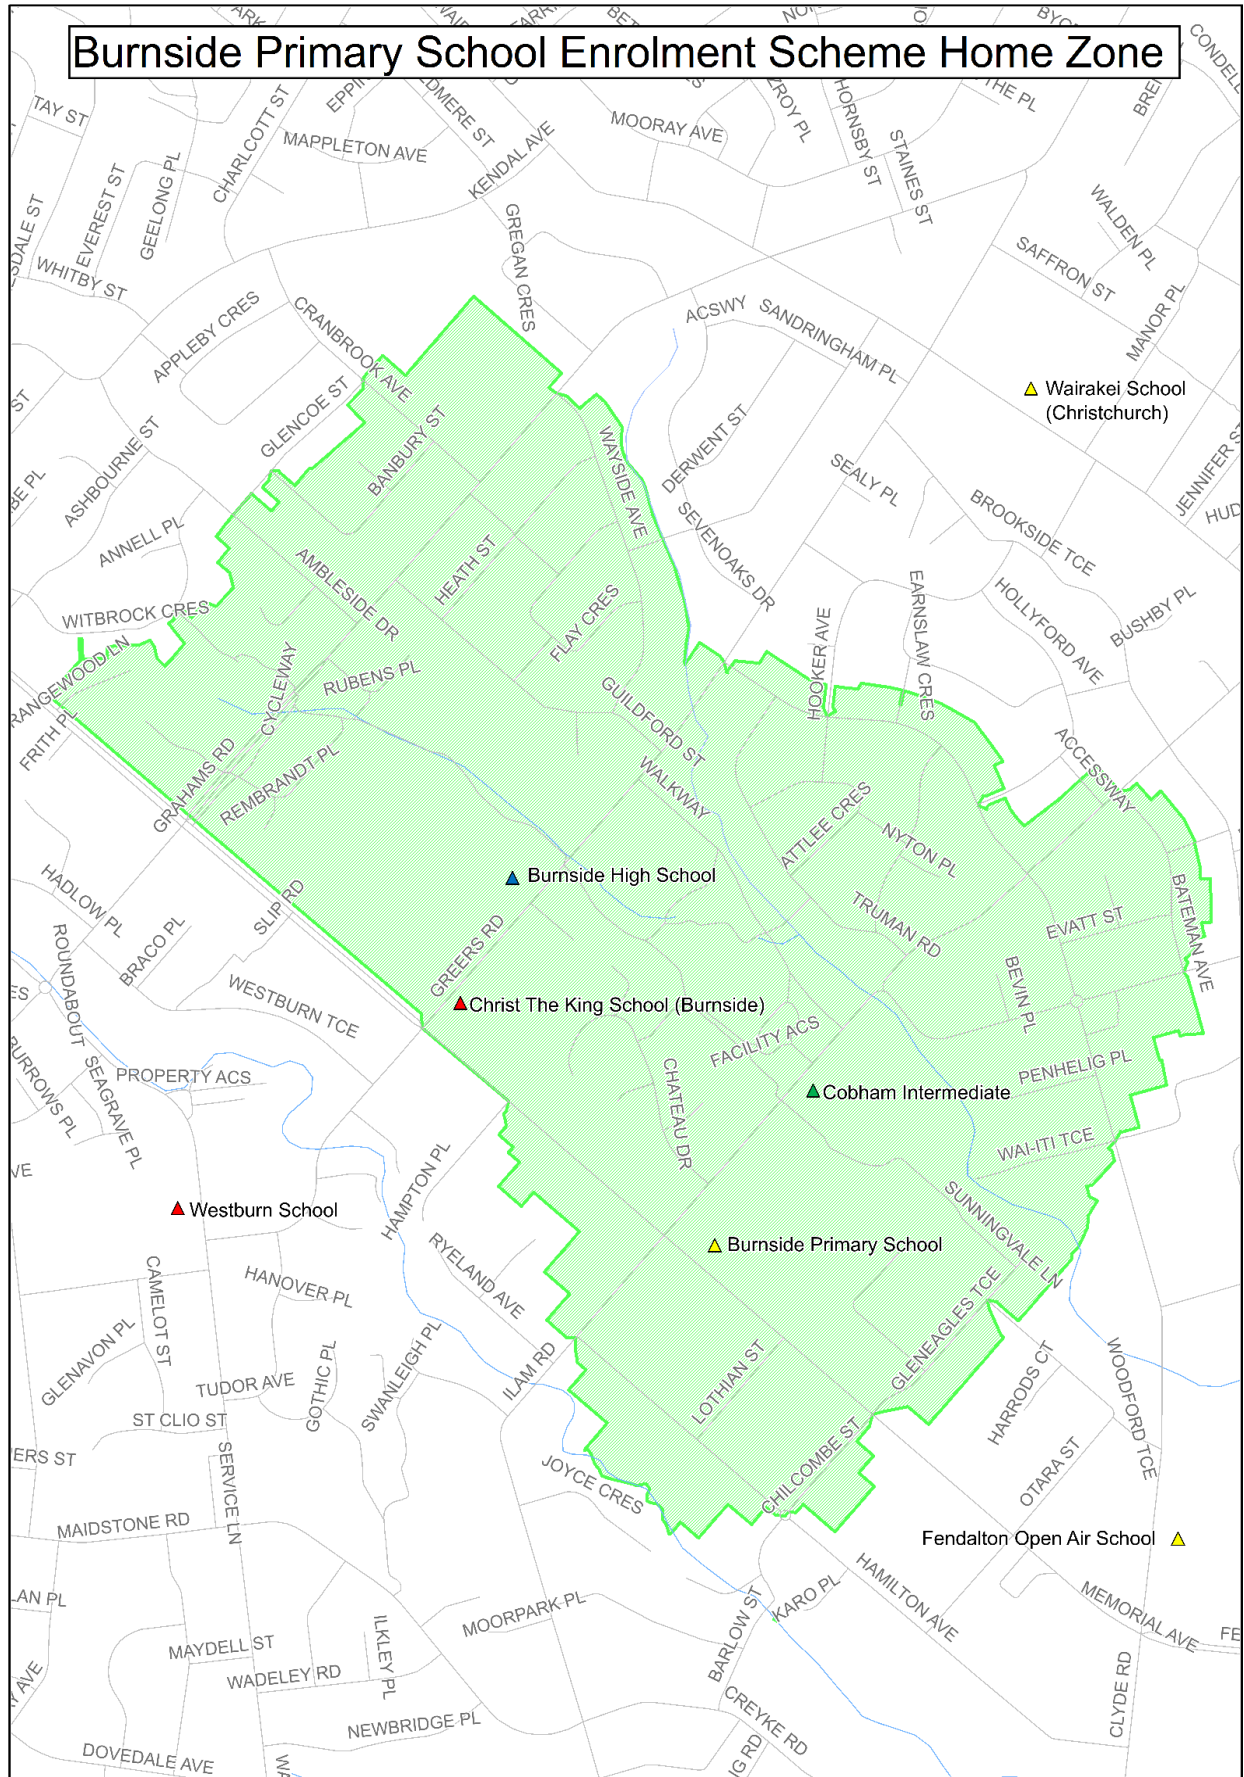 Burnside Primary School Enrolment Scheme Home Zone
TAY ST
CHARLCOTT ST
MAPPLETON AVE
KENDAL AVE
MOORAY AVE
HORNSBY ST
STAINES ST
EVEREST ST
GEELONG PL
WHITBY ST
GREGAN CRES
WALDEN PL
SAFFRON ST
MANOR PL
APPLEBY CRES
CRANBROOK AVE
ACSWY
SANDRINGHAM PL
Wairakei School
(Christchurch)
GLENCOE ST
BANBURY ST
WAYSIDE AVE
DERWENT ST
ASHBOURNE ST
SEALY PL
BROOKSIDE TCE
ANNELL PL
SEVENOAKS DR
AMBLESIDE DR
HEATH ST
FLAY CRES
EARNSLAW CRES
HOLLYFORD AVE
BUSHBY PL
HOOKER AVE
WITBROCK CRES
RUBENS PL
CYCLEWAY
GUILDFORD ST
FRITH PL
GRAHAMS RD
REMBRANDT PL
WALKWAY
ACCESSWAY
ATTLEE CRES
NYTON PL
HADLOW PL
SLIP RD
Burnside High School
TRUMAN RD
EVATT ST
BATEMAN AVE
ROUNDABOUT
BRACO PL
GREERS RD
BEVIN PL
WESTBURN TCE
Christ The King School (Burnside)
FACILITY ACS
PROPERTY ACS
BURROWS PL
SEAGRAVE PL
CHATEAU DR
Cobham Intermediate
PENHELIG PL
WAI-ITI TCE
Westburn School
HAMPTON PL
RYELAND AVE
Burnside Primary School
SUNNINGVALE LN
CAMELOT ST
HANOVER PL
GLENAVON PL
TUDOR AVE
GOTHIC PL
SWANLEIGH PL
ILAM RD
LOTHIAN ST
GLENEAGLES TCE
HARRODS CT
WOODFORD TCE
ST CLIO ST
SERVICE LN
JOYCE CRES
CHILCOMBE ST
OTARA ST
MAIDSTONE RD
Fendalton Open Air School
HAMILTON AVE
MEMORIAL AVE
MOORPARK PL
BARLOW ST
KARO PL
MAYDELL ST
WADELEY RD
ILKLEY PL
NEWBRIDGE PL
CREYKE RD
CLYDE RD
DOVEDALE AVE